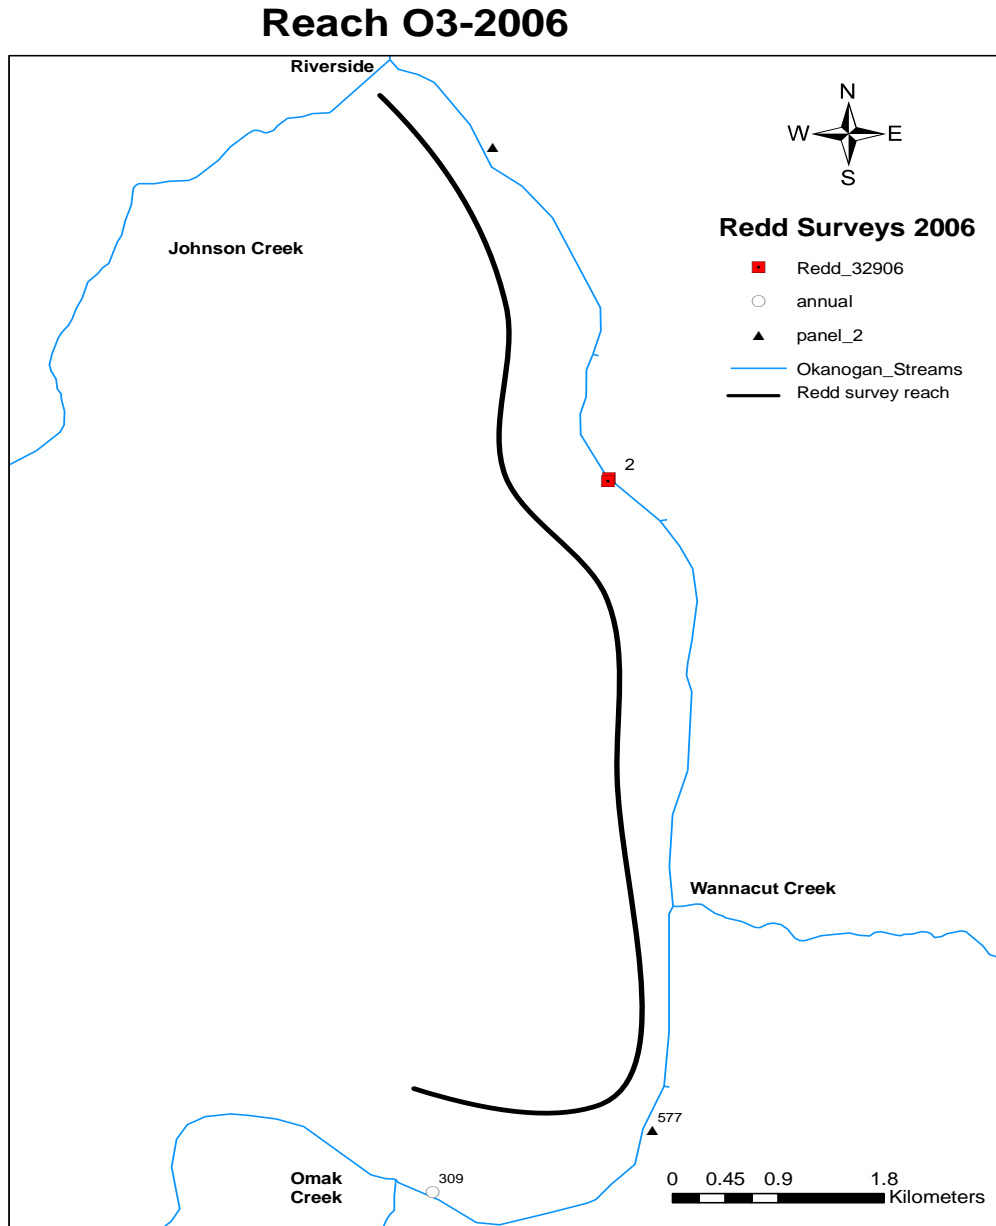 Reach O3-2006
Riverside
N
W
E
S
Johnson Creek
Redd Surveys 2006
Redd_32906
annual
panel_2
Okanogan_Streams
Redd survey reach
2
Wannacut Creek
577
Omak
Creek
309
0 0.45 0.9 1.8
Kilometers